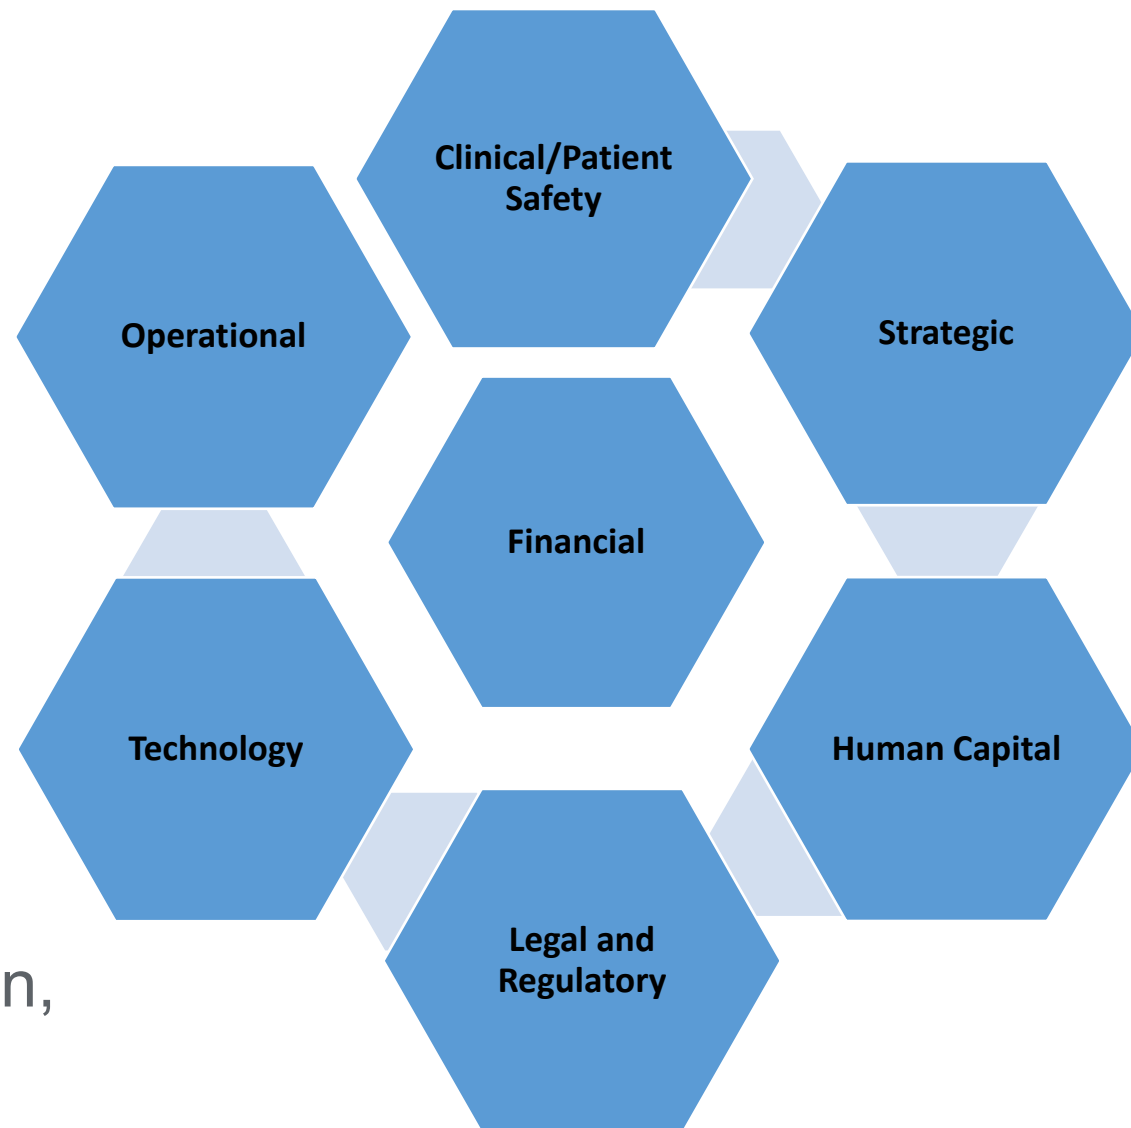 Clinical/Patient
Safety
Operational
Strategic
Financial
Technology
Human Capital
Legal and
Regulatory
n,